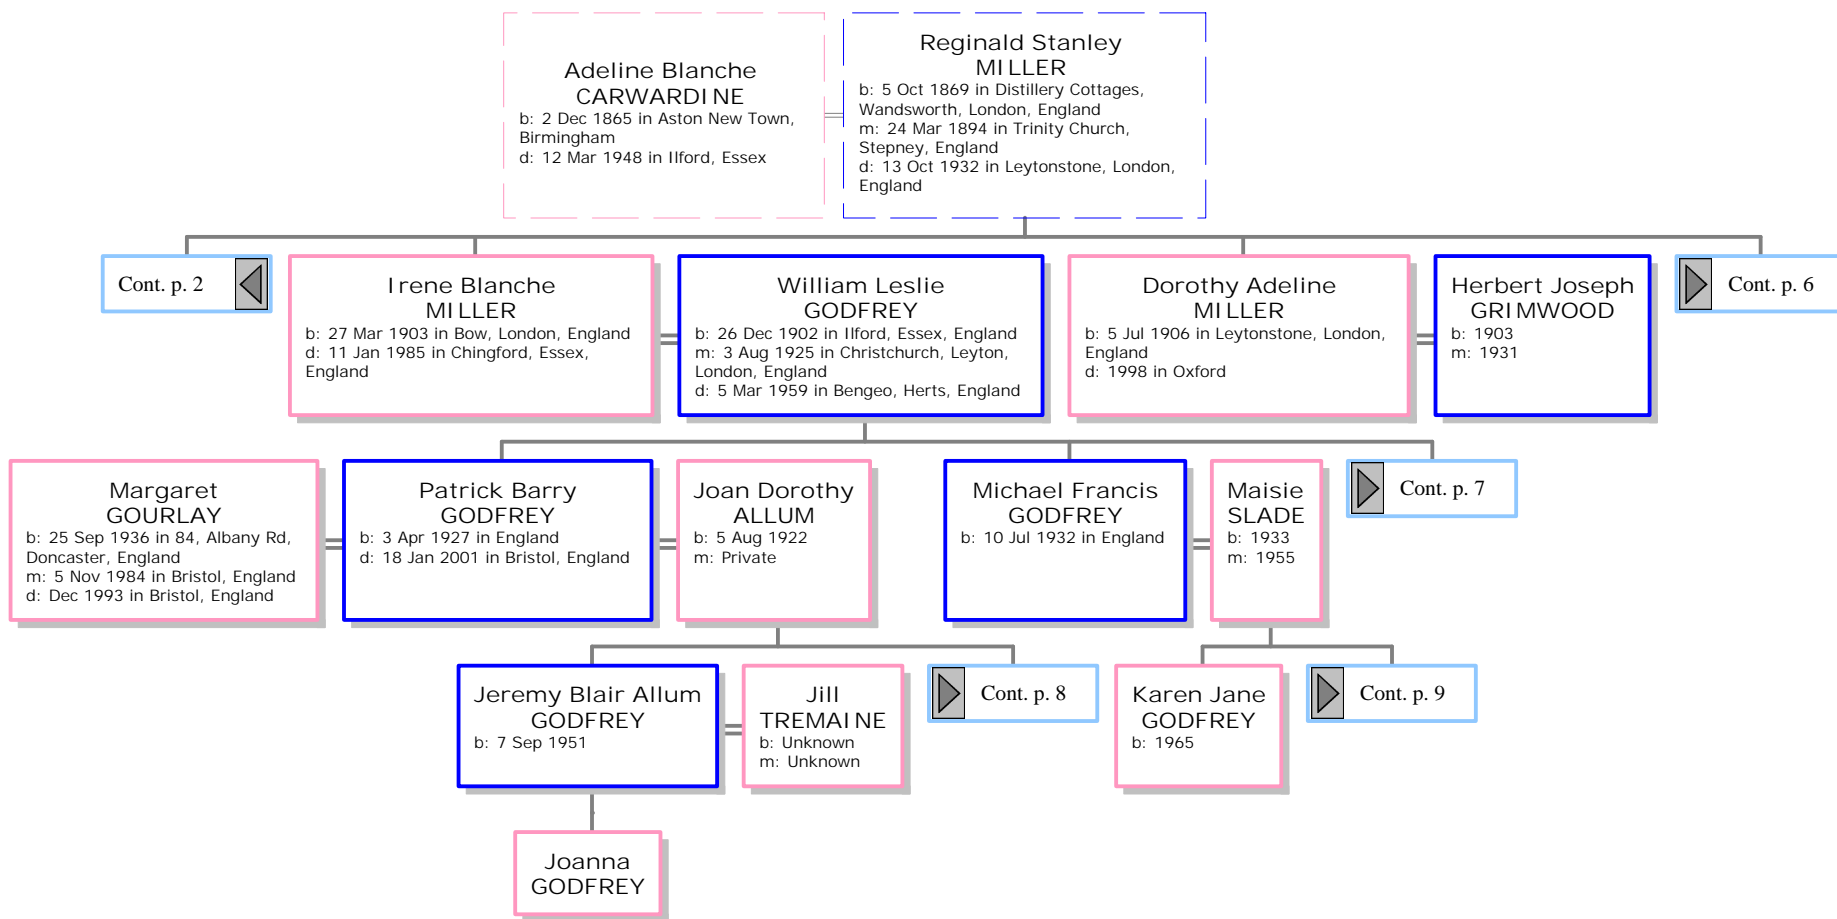 Adeline Blanche
CARWARDINE
b: 2 Dec 1865 in Aston New Town,
Birmingham
d: 12 Mar 1948 in Ilford, Essex
Reginald Stanley
MILLER
b: 5 Oct 1869 in Distillery Cottages,
Wandsworth, London, England
m: 24 Mar 1894 in Trinity Church,
Stepney, England
d: 13 Oct 1932 in Leytonstone, London,
England
Cont. p. 2
Irene Blanche
MILLER
b: 27 Mar 1903 in Bow, London, England
d: 11 Jan 1985 in Chingford, Essex,
England
William Leslie
GODFREY
b: 26 Dec 1902 in Ilford, Essex, England
m: 3 Aug 1925 in Christchurch, Leyton,
London, England
d: 5 Mar 1959 in Bengeo, Herts, England
Dorothy Adeline
MILLER
b: 5 Jul 1906 in Leytonstone, London,
England
d: 1998 in Oxford
Herbert Joseph
GRIMWOOD
b: 1903
m: 1931
Cont. p. 6
Margaret
GOURLAY
b: 25 Sep 1936 in 84, Albany Rd,
Doncaster, England
m: 5 Nov 1984 in Bristol, England
d: Dec 1993 in Bristol, England
Patrick Barry
GODFREY
b: 3 Apr 1927 in England
d: 18 Jan 2001 in Bristol, England
Joan Dorothy
ALLUM
b: 5 Aug 1922
m: Private
Michael Francis
GODFREY
b: 10 Jul 1932 in England
Maisie
SLADE
b: 1933
m: 1955
Cont. p. 7
Jeremy Blair Allum
GODFREY
b: 7 Sep 1951
Jill
TREMAINE
b: Unknown
m: Unknown
Cont. p. 8
Karen Jane
GODFREY
b: 1965
Cont. p. 9
Joanna
GODFREY